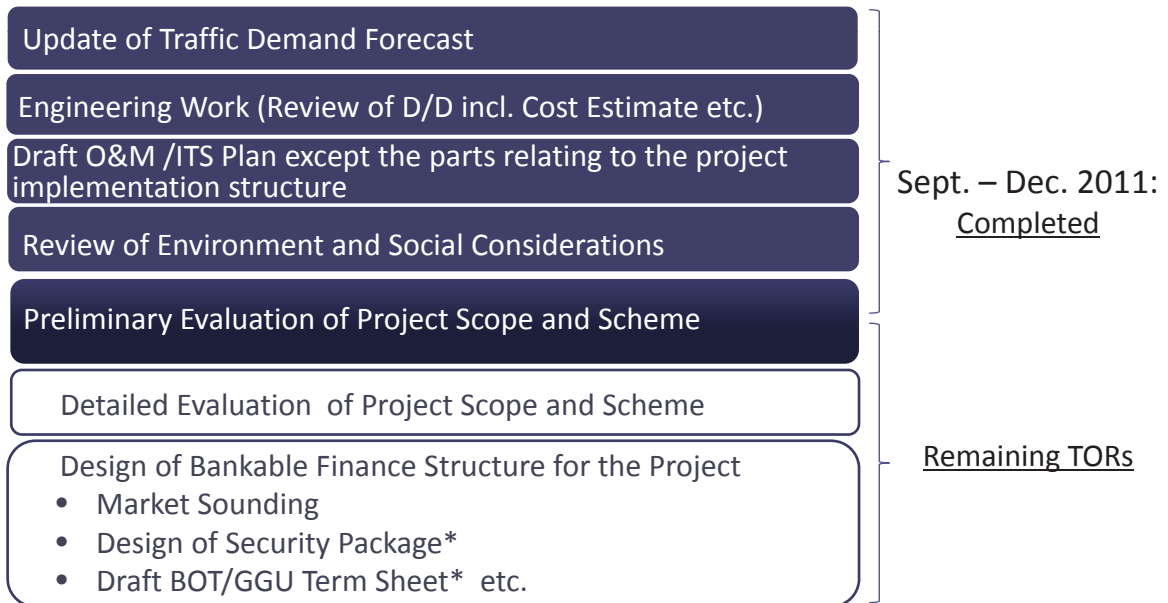 Update of Traffic Demand Forecast
Engineering Work (Review of D/D incl. Cost Estimate etc.)
Draft O&M /ITS Plan except the parts relating to the project
implementation structure
Review of Environment and Social Considerations
Sept. – Dec. 2011:
Completed
Preliminary Evaluation of Project Scope and Scheme
Detailed Evaluation of Project Scope and Scheme
Design of Bankable Finance Structure for the Project
• Market Sounding
• Design of Security Package*
• Draft BOT/GGU Term Sheet* etc.
Remaining TORs